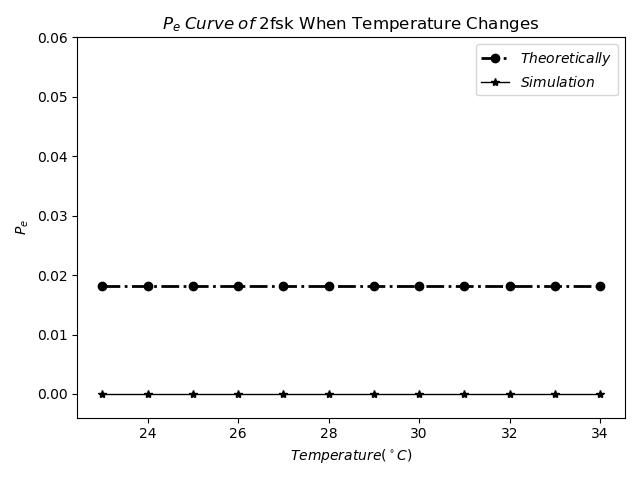 Pe Curve of 2fsk When Temperature Changes
0.06
Theoretically
Simulation
0.05
0.04
0.03
Pe
0.02
0.01
0.00
24 26 28 30 32 34
Temperature(°C)